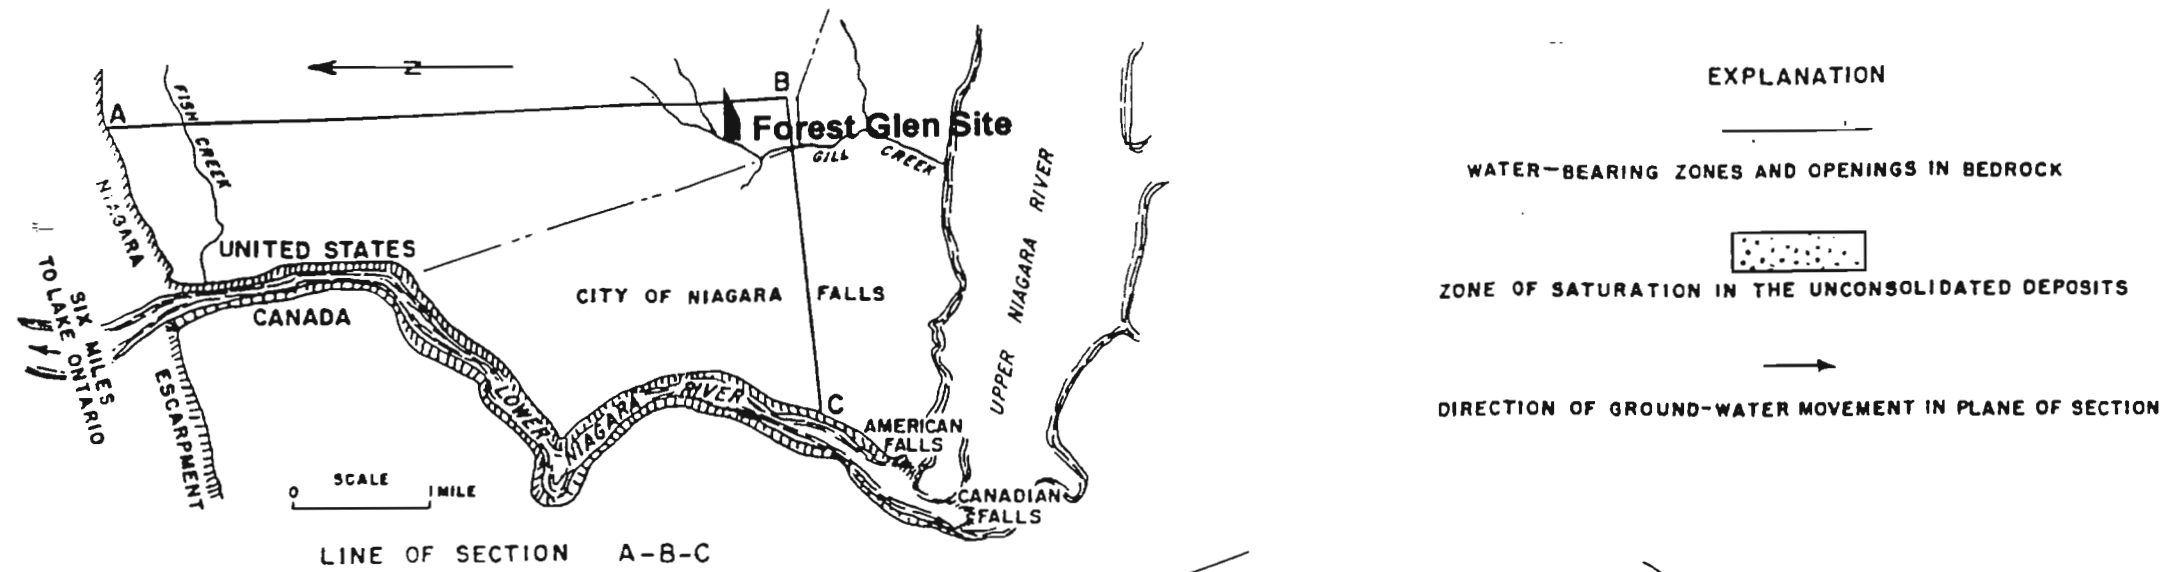 N
A
B
FISH CREEK
Forest Glen Site
GILL CREEK
NIAGARA
ESCARPMENT
UNITED STATES
CANADA
CITY OF NIAGARA FALLS
UPPER NIAGARA RIVER
SIX MILES
TO LAKE ONTARIO
LOWER NIAGARA RIVER
C
AMERICAN
FALLS
CANADIAN
FALLS
SCALE
0 1 MILE
LINE OF SECTION A-B-C
EXPLANATION
WATER-BEARING ZONES AND OPENINGS IN BEDROCK
ZONE OF SATURATION IN THE UNCONSOLIDATED DEPOSITS
DIRECTION OF GROUND-WATER MOVEMENT IN PLANE OF SECTION